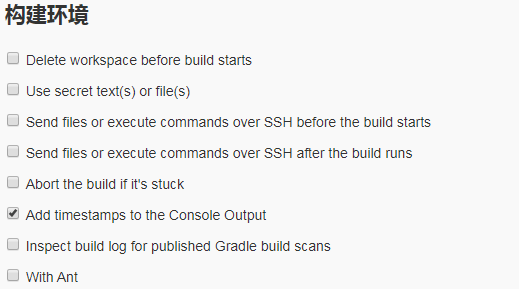 构建环境
Delete workspace before build starts
Use secret text(s) or file(s)
Send files or execute commands over SSH before the build starts
Send files or execute commands over SSH after the build runs
Abort the build if it's stuck
Add timestamps to the Console Output
Inspect build log for published Gradle build scans
With Ant